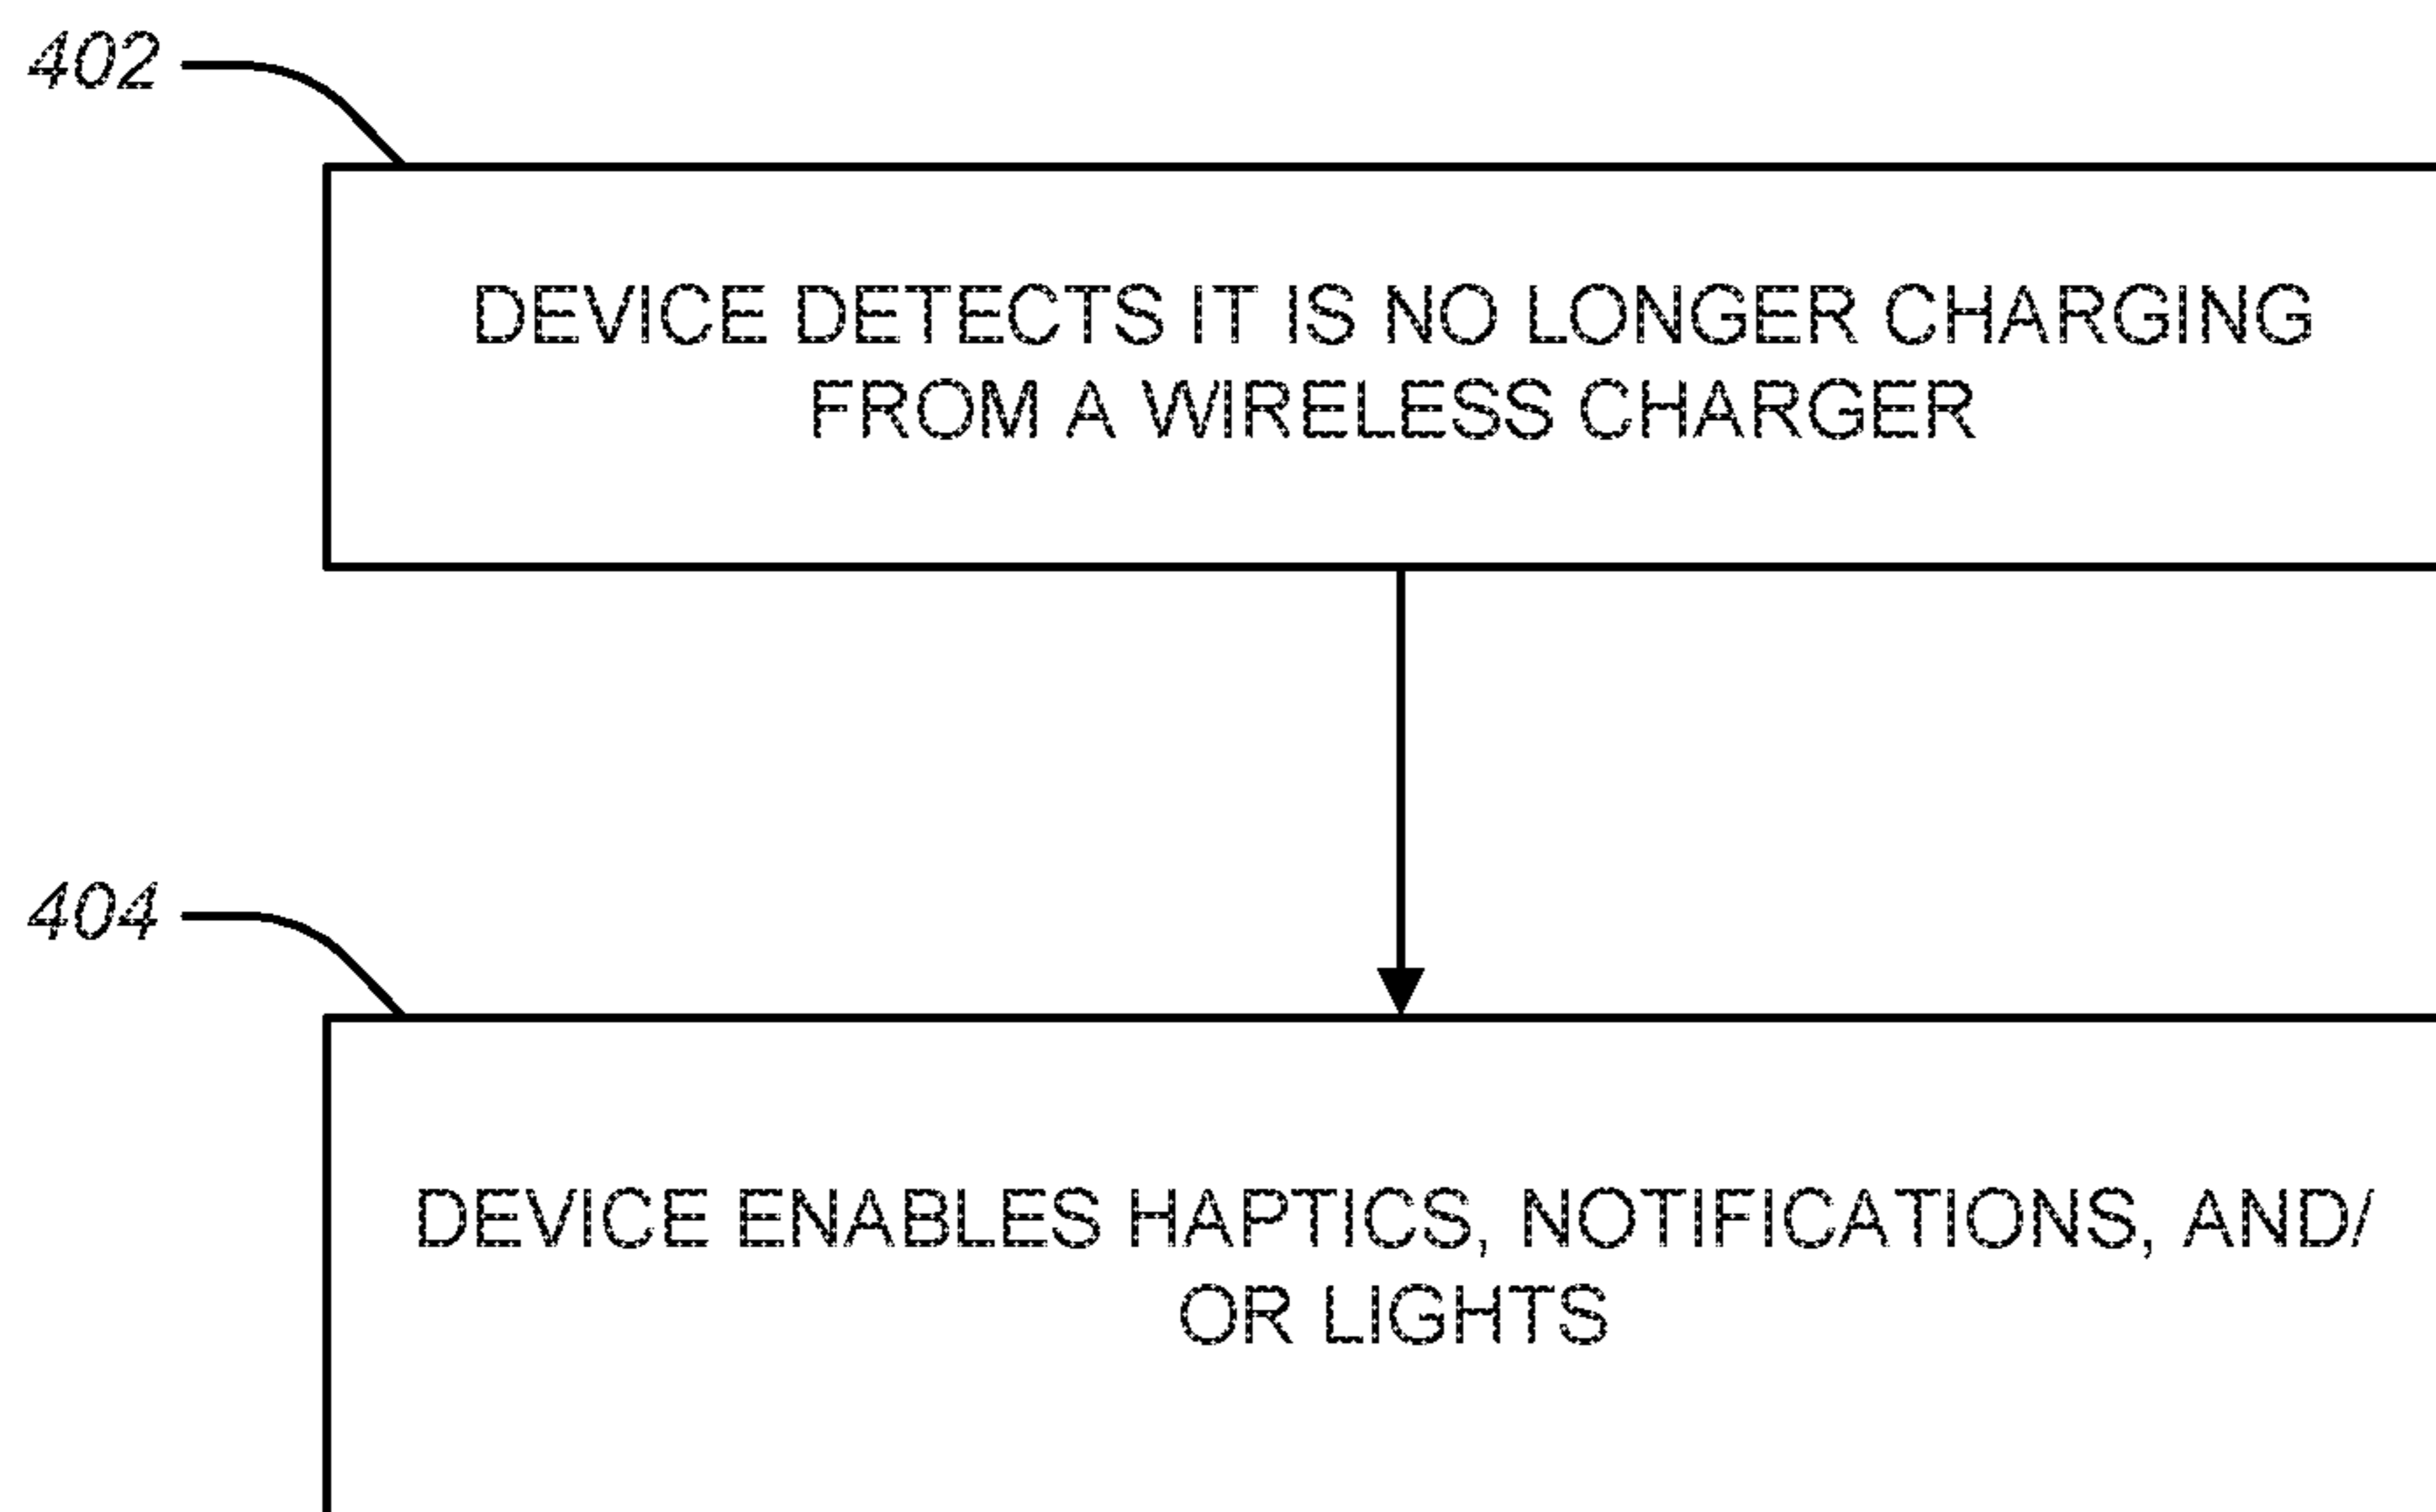 402
DEVICE DETECTS IT IS NO LONGER CHARGING
FROM A WIRELESS CHARGER
404
DEVICE ENABLES HAPTICS, NOTIFICATIONS, AND/
OR LIGHTS